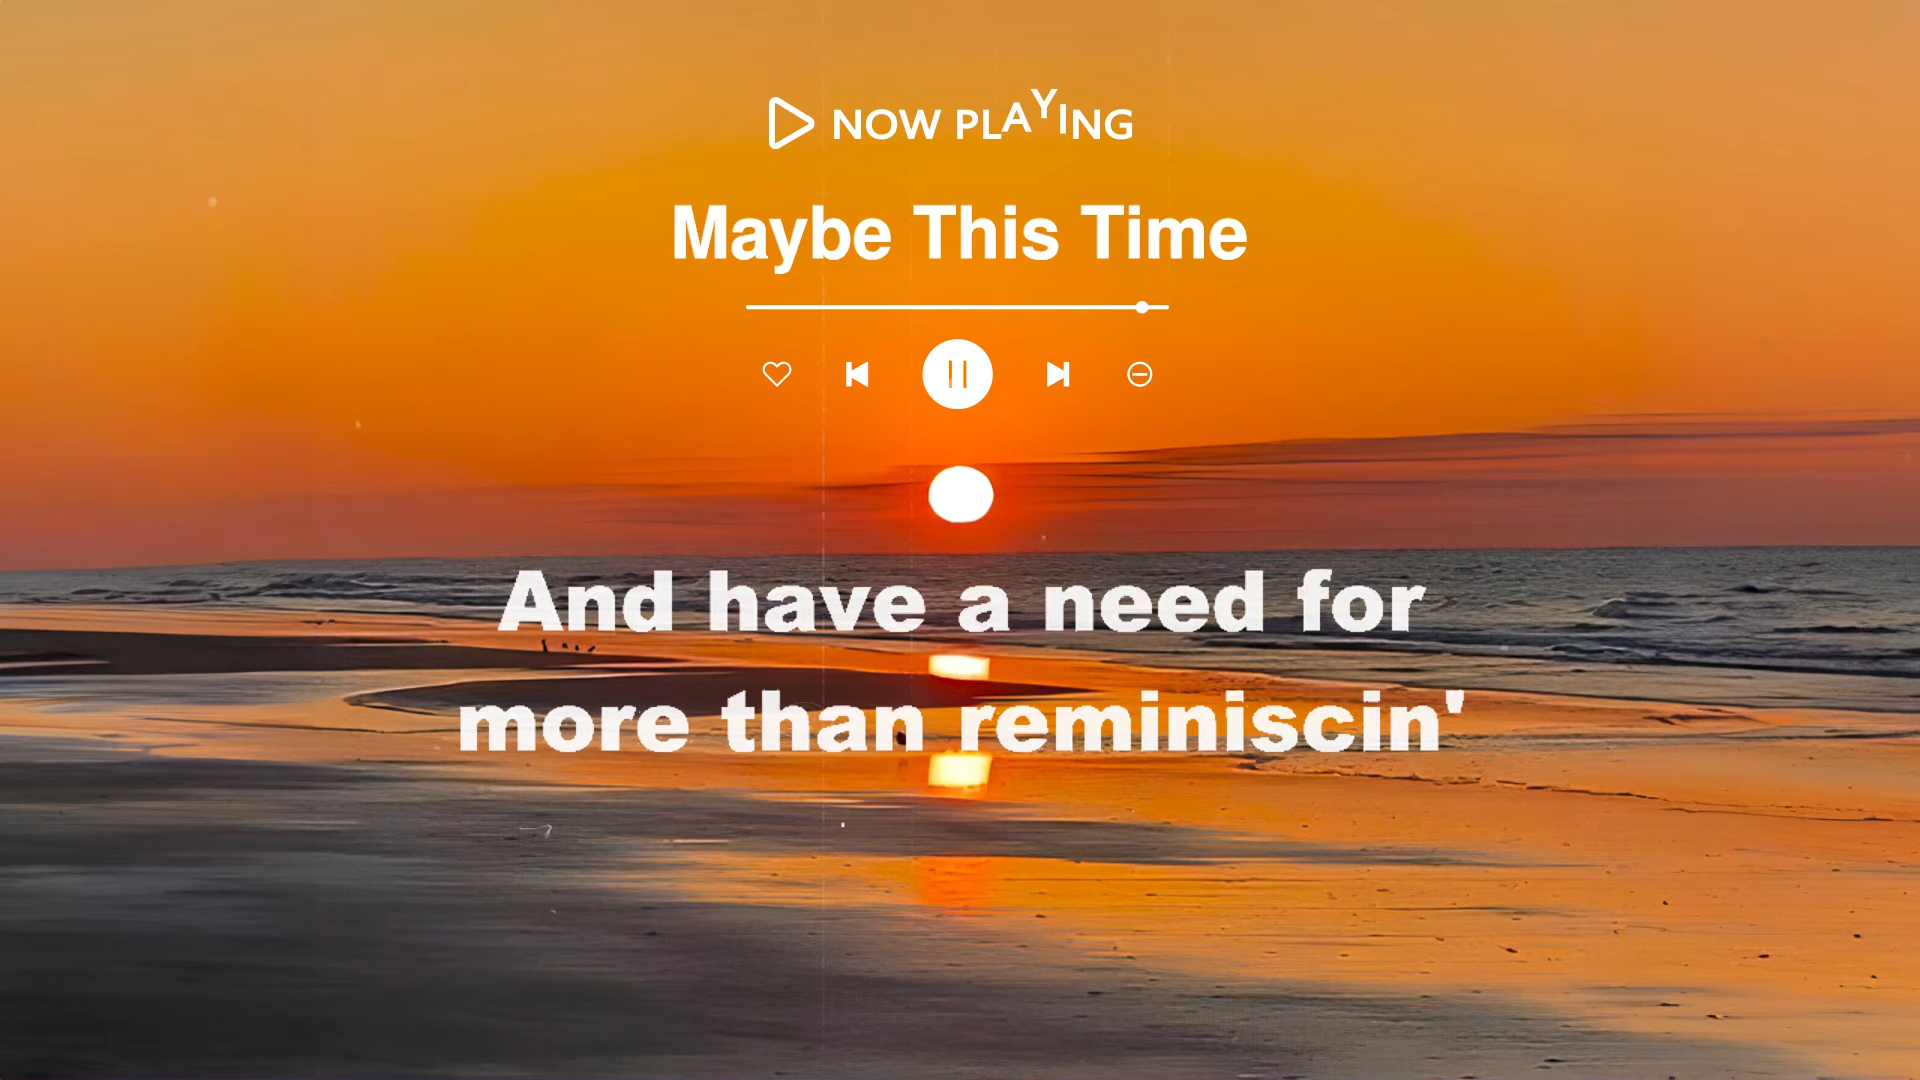 NOW PLAYING
Maybe This Time
And have a need for
more than reminiscin'